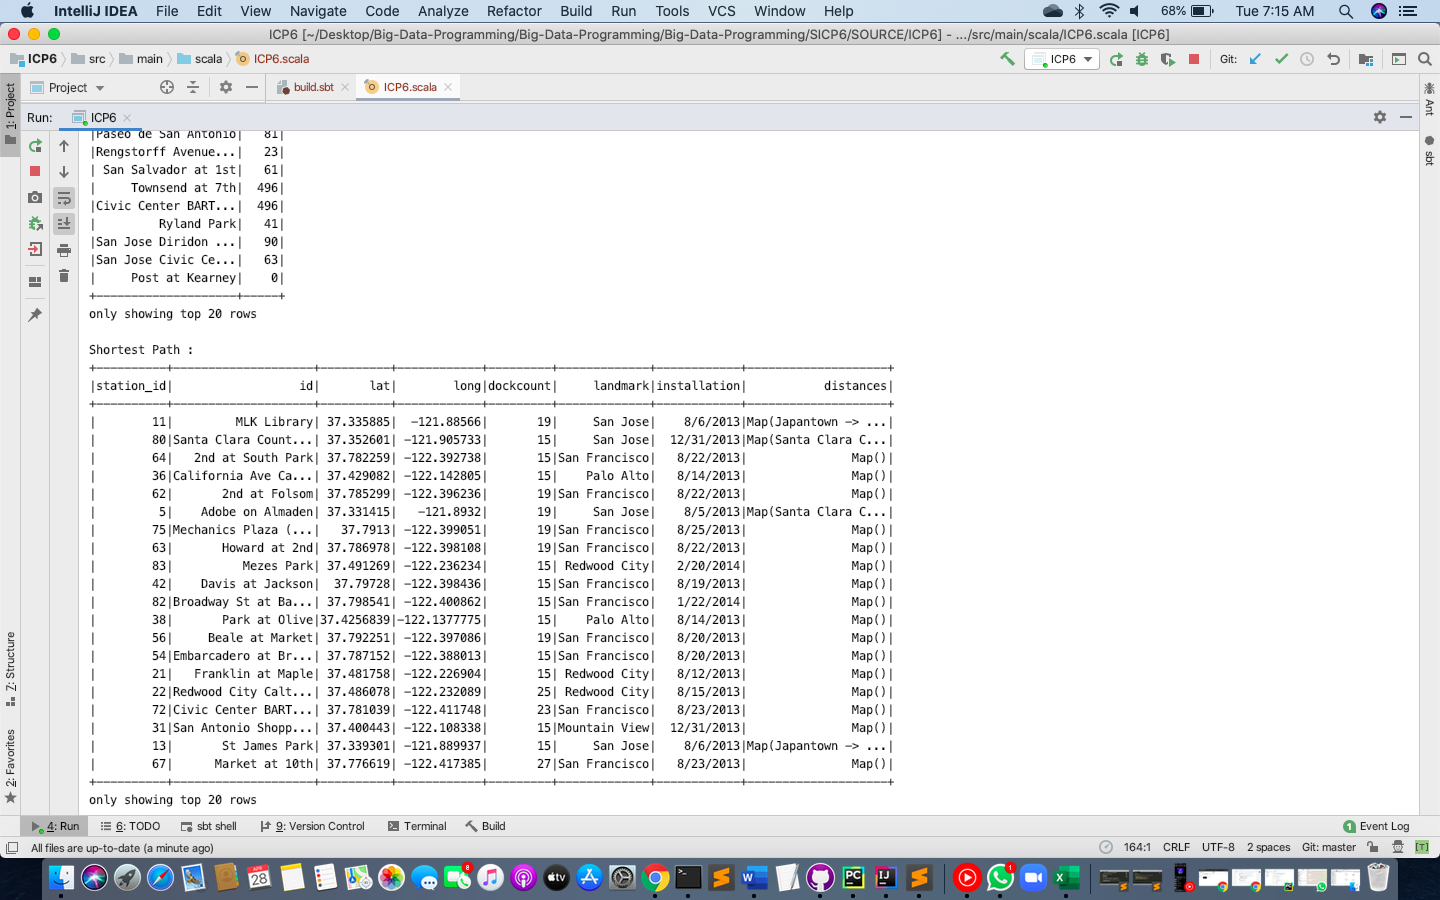 IntelliJ IDEA File Edit View Navigate Code Analyze Refactor Build Run Tools VCS Window Help 68% Tue 7:15 AM
ICP6 [~/Desktop/Big-Data-Programming/Big-Data-Programming/Big-Data-Programming/SICP6/SOURCE/ICP6] - .../src/main/scala/ICP6.scala [ICP6]
ICP6 src main scala ICP6.scala ICP6 Git:
Project build.sbt ICP6.scala
1: Project
Ant
sbt
Run: ICP6
|Paseo de San Antonio|   81|
|Rengstorff Avenue...|   23|
| San Salvador at 1st|   61|
|     Townsend at 7th|  496|
|Civic Center BART...|  496|
|         Ryland Park|   41|
|San Jose Diridon ...|   90|
|San Jose Civic Ce...|   63|
|     Post at Kearney|    0|
+--------------------+-----+
only showing top 20 rows
Shortest Path :
+----------+--------------------+----------+------------+---------+-------------+------------+--------------------+
|station_id|                  id|       lat|        long|dockcount|     landmark|installation|           distances|
+----------+--------------------+----------+------------+---------+-------------+------------+--------------------+
|        11|         MLK Library| 37.335885|  -121.88566|       19|     San Jose|    8/6/2013|Map(Japantown -> ...|
|        80|Santa Clara Count...| 37.352601| -121.905733|       15|     San Jose|  12/31/2013|Map(Santa Clara C...|
|        64|   2nd at South Park| 37.782259| -122.392738|       15|San Francisco|   8/22/2013|               Map()|
|        36|California Ave Ca...| 37.429082| -122.142805|       15|    Palo Alto|   8/14/2013|               Map()|
|        62|       2nd at Folsom| 37.785299| -122.396236|       19|San Francisco|   8/22/2013|               Map()|
|         5|    Adobe on Almaden| 37.331415|   -121.8932|       19|     San Jose|    8/5/2013|Map(Santa Clara C...|
|        75|Mechanics Plaza (...|   37.7913| -122.399051|       19|San Francisco|   8/25/2013|               Map()|
|        63|       Howard at 2nd| 37.786978| -122.398108|       19|San Francisco|   8/22/2013|               Map()|
|        83|          Mezes Park| 37.491269| -122.236234|       15| Redwood City|   2/20/2014|               Map()|
|        42|    Davis at Jackson|  37.79728| -122.398436|       15|San Francisco|   8/19/2013|               Map()|
|        82|Broadway St at Ba...| 37.798541| -122.400862|       15|San Francisco|   1/22/2014|               Map()|
|        38|       Park at Olive|37.4256839|-122.1377775|       15|    Palo Alto|   8/14/2013|               Map()|
|        56|     Beale at Market| 37.792251| -122.397086|       19|San Francisco|   8/20/2013|               Map()|
|        54|Embarcadero at Br...| 37.787152| -122.388013|       15|San Francisco|   8/20/2013|               Map()|
|        21|   Franklin at Maple| 37.481758| -122.226904|       15| Redwood City|   8/12/2013|               Map()|
|        22|Redwood City Calt...| 37.486078| -122.232089|       25| Redwood City|   8/15/2013|               Map()|
|        72|Civic Center BART...| 37.781039| -122.411748|       23|San Francisco|   8/23/2013|               Map()|
|        31|San Antonio Shopp...| 37.400443| -122.108338|       15|Mountain View|  12/31/2013|               Map()|
|        13|       St James Park| 37.339301| -121.889937|       15|     San Jose|    8/6/2013|Map(Japantown -> ...|
|        67|      Market at 10th| 37.776619| -122.417385|       27|San Francisco|   8/23/2013|               Map()|
+----------+--------------------+----------+------------+---------+-------------+------------+--------------------+
only showing top 20 rows
Z: Structure
2: Favorites
4: Run 6: TODO sbt shell 9: Version Control Terminal Build 1 Event Log
All files are up-to-date (a minute ago) 164:1 CRLF UTF-8 2 spaces Git: master [T]
APR 28 8 tv W PC IJ 1 X